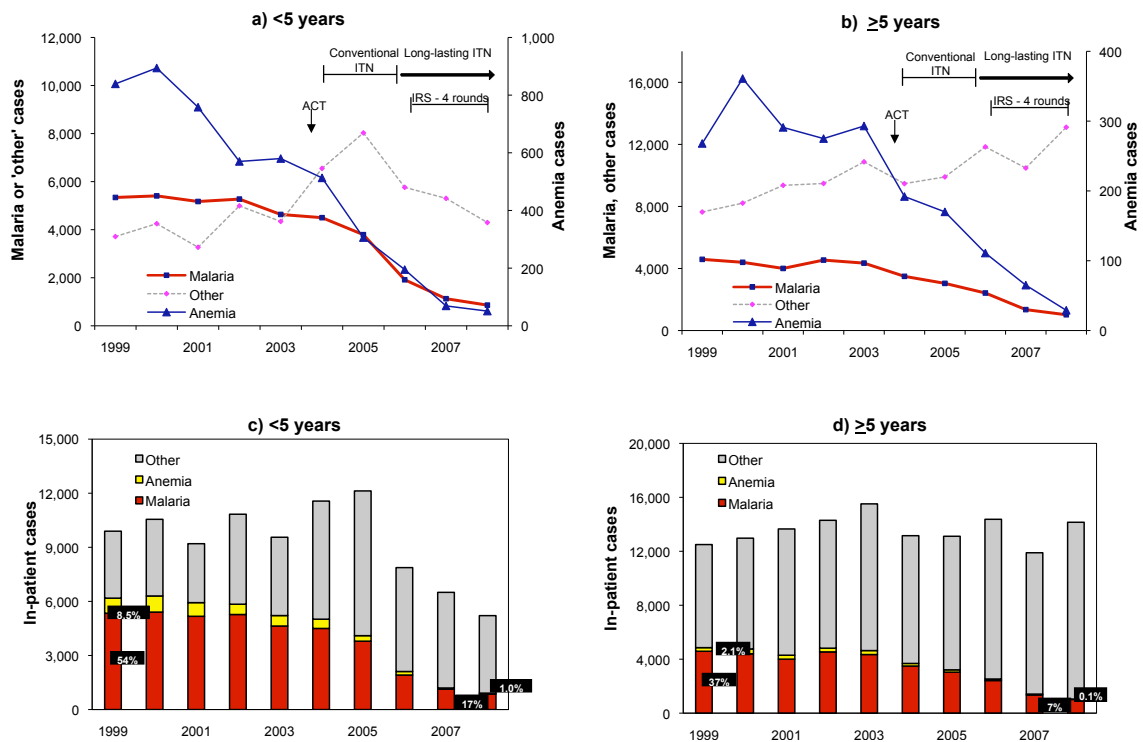 a) <5 years
12,000
10,000
8,000
6,000
4,000
2,000
0
Malaria or 'other' cases
1,000
800
600
400
200
0
Anemia cases
Conventional
ITN
Long-lasting ITN
IRS - 4 rounds
ACT
Malaria
Other
Anemia
1999 2001 2003 2005 2007
b) ≥5 years
16,000
12,000
8,000
4,000
0
Malaria, other cases
400
300
200
100
0
Anemia cases
Conventional
ITN
Long-lasting ITN
IRS - 4 rounds
ACT
Malaria
Other
Anemia
1999 2001 2003 2005 2007
c) <5 years
15,000
12,000
9,000
6,000
3,000
0
In-patient cases
Other
Anemia
Malaria
8.5%
54%
17%
1.0%
1999 2001 2003 2005 2007
d) ≥5 years
20,000
16,000
12,000
8,000
4,000
0
In-patient cases
Other
Anemia
Malaria
2.1%
37%
7%
0.1%
1999 2001 2003 2005 2007